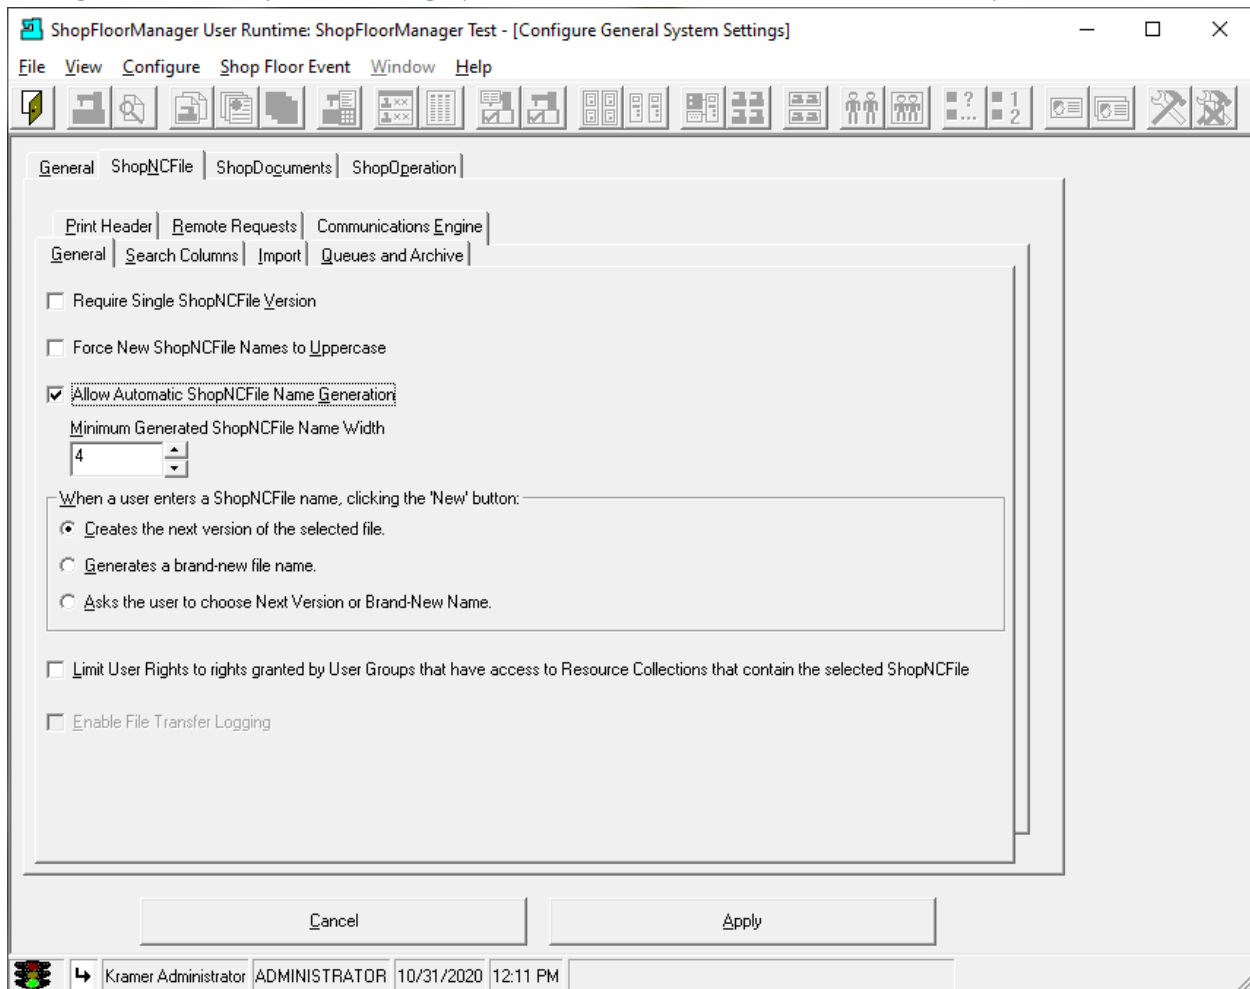 ShopFloorManager User Runtime: ShopFloorManager Test - [Configure General System Settings]
File View Configure Shop Floor Event Window Help
General ShopNCFile ShopDocuments ShopOperation
Print Header Remote Requests Communications Engine
General Search Columns Import Queues and Archive
Require Single ShopNCFile Version
Force New ShopNCFile Names to Uppercase
Allow Automatic ShopNCFile Name Generation
Minimum Generated ShopNCFile Name Width
4
When a user enters a ShopNCFile name, clicking the 'New' button:
Creates the next version of the selected file.
Generates a brand-new file name.
Asks the user to choose Next Version or Brand-New Name.
Limit User Rights to rights granted by User Groups that have access to Resource Collections that contain the selected ShopNCFile
Enable File Transfer Logging
Cancel Apply
Kramer Administrator ADMINISTRATOR 10/31/2020 12:11 PM